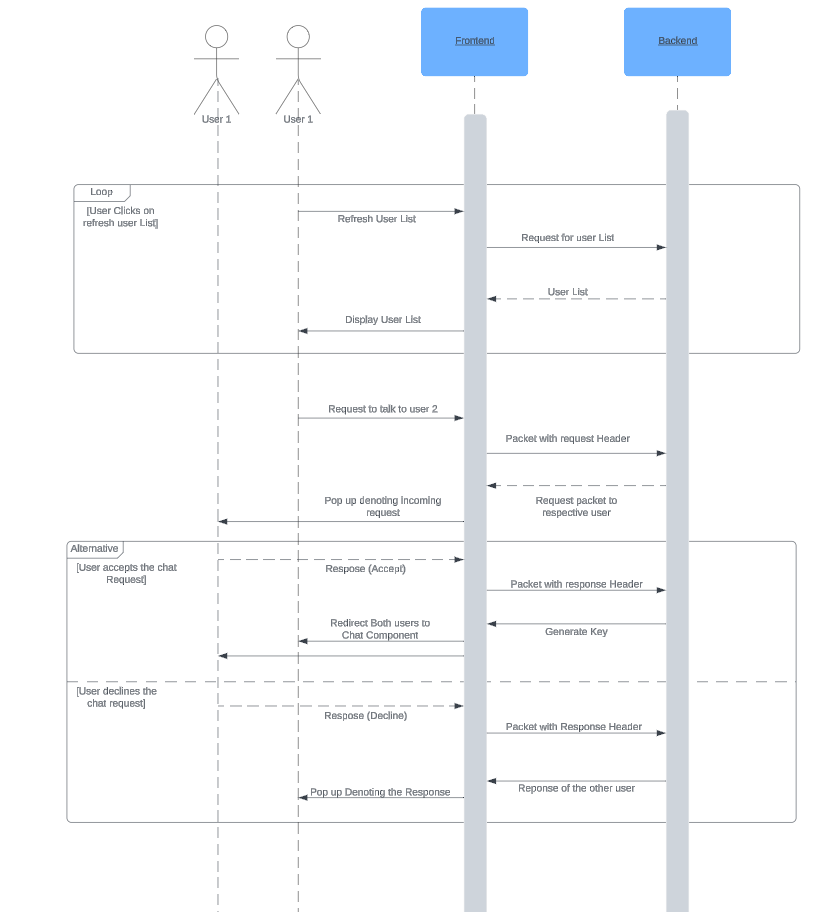 Frontend
Backend
User 1
User 1
Loop
[User Clicks on
refresh user List]
Refresh User List
Request for user List
User List
Display User List
Request to talk to user 2
Packet with request Header
Request packet to
respective user
Pop up denoting incoming
request
Alternative
[User accepts the chat
Request]
Respose (Accept)
Packet with response Header
Generate Key
Redirect Both users to
Chat Component
[User declines the
chat request]
Respose (Decline)
Packet with Response Header
Reponse of the other user
Pop up Denoting the Response